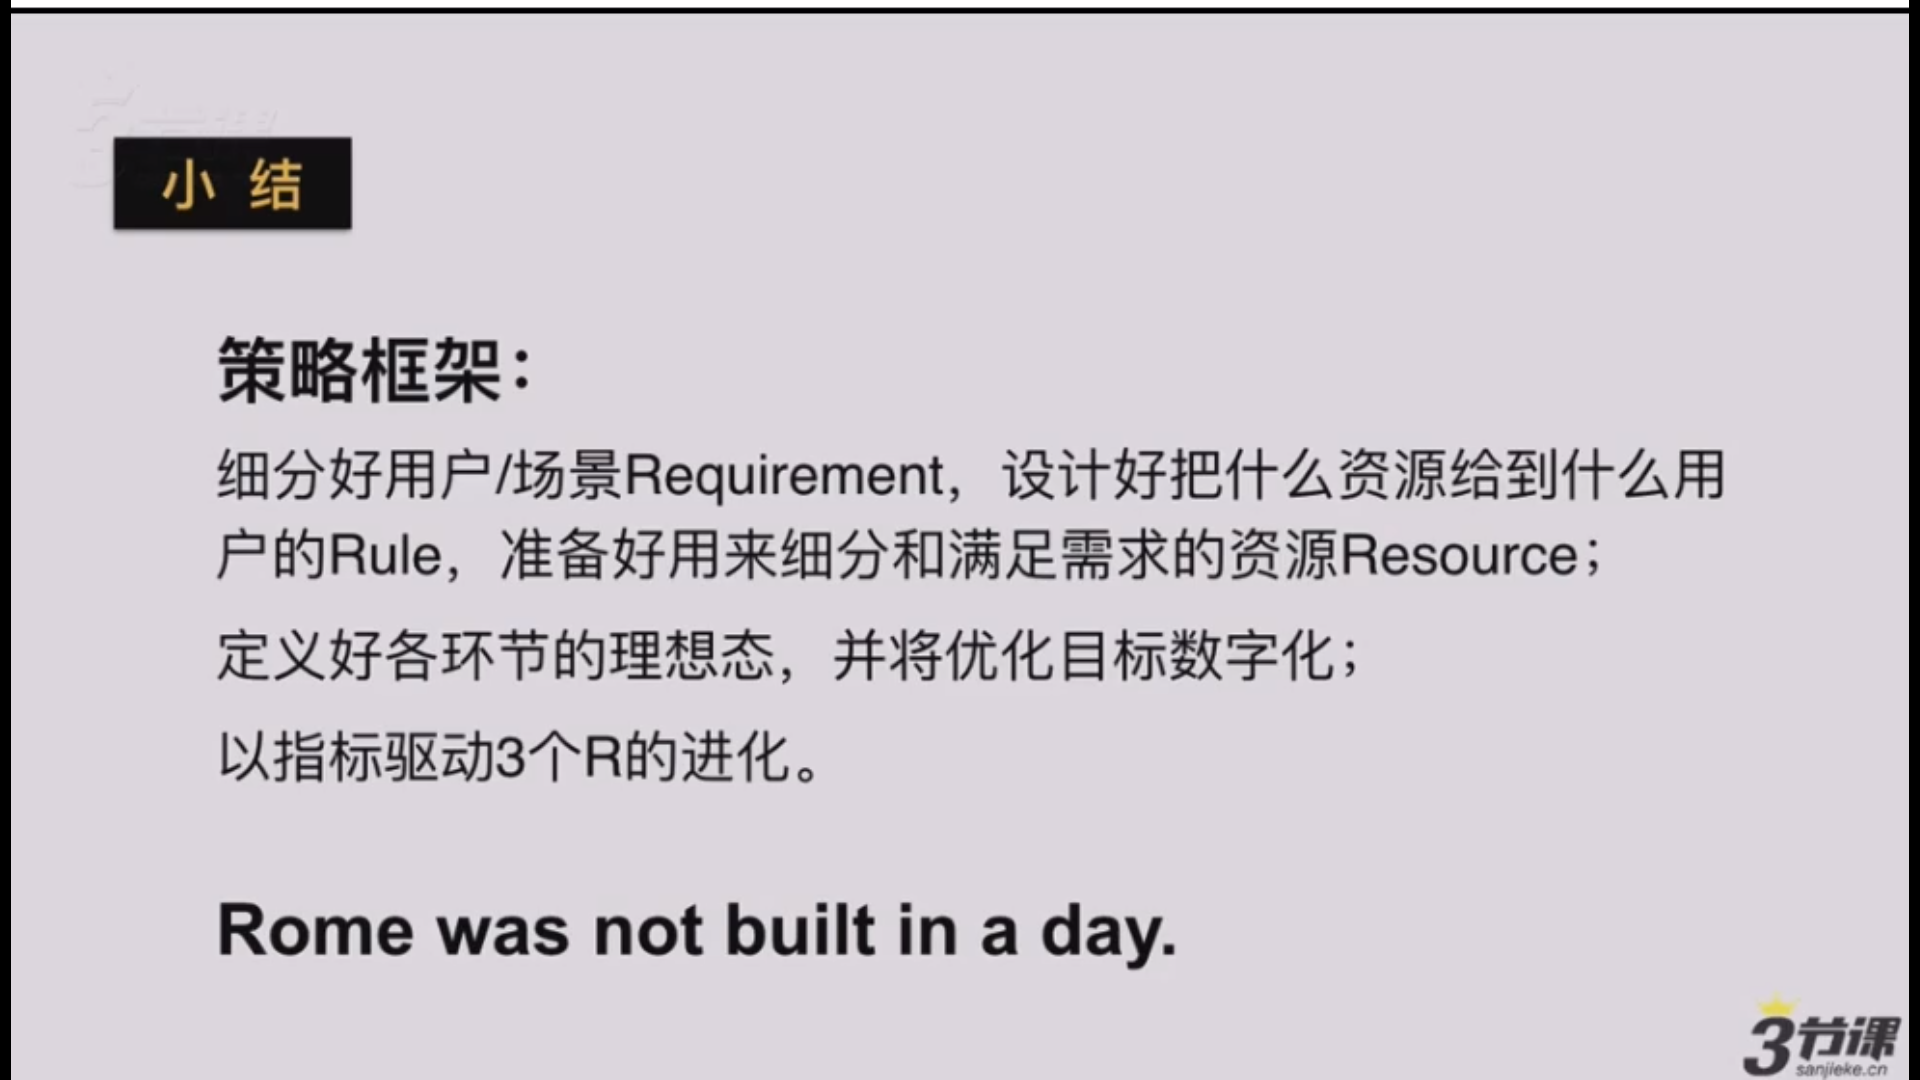 小 结
策略框架：
细分好用户/场景Requirement，设计好把什么资源给到什么用
户的Rule，准备好用来细分和满足需求的资源Resource；
定义好各环节的理想态，并将优化目标数字化；
以指标驱动3个R的进化。
Rome was not built in a day.
3节课
sanjieke.cn